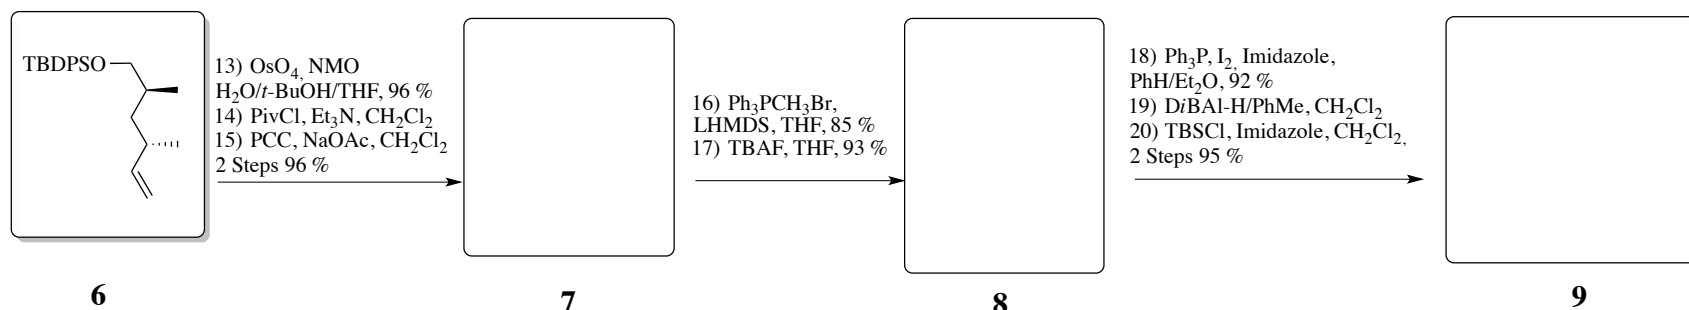 TBDPSO
6
13) OsO4, NMO
H2O/t-BuOH/THF, 96 %
14) PivCl, Et3N, CH2Cl2
15) PCC, NaOAc, CH2Cl2
2 Steps 96 %
7
16) Ph3PCH3Br,
LHMDS, THF, 85 %
17) TBAF, THF, 93 %
8
18) Ph3P, I2, Imidazole,
PhH/Et2O, 92 %
19) DiBAl-H/PhMe, CH2Cl2
20) TBSCl, Imidazole, CH2Cl2,
2 Steps 95 %
9